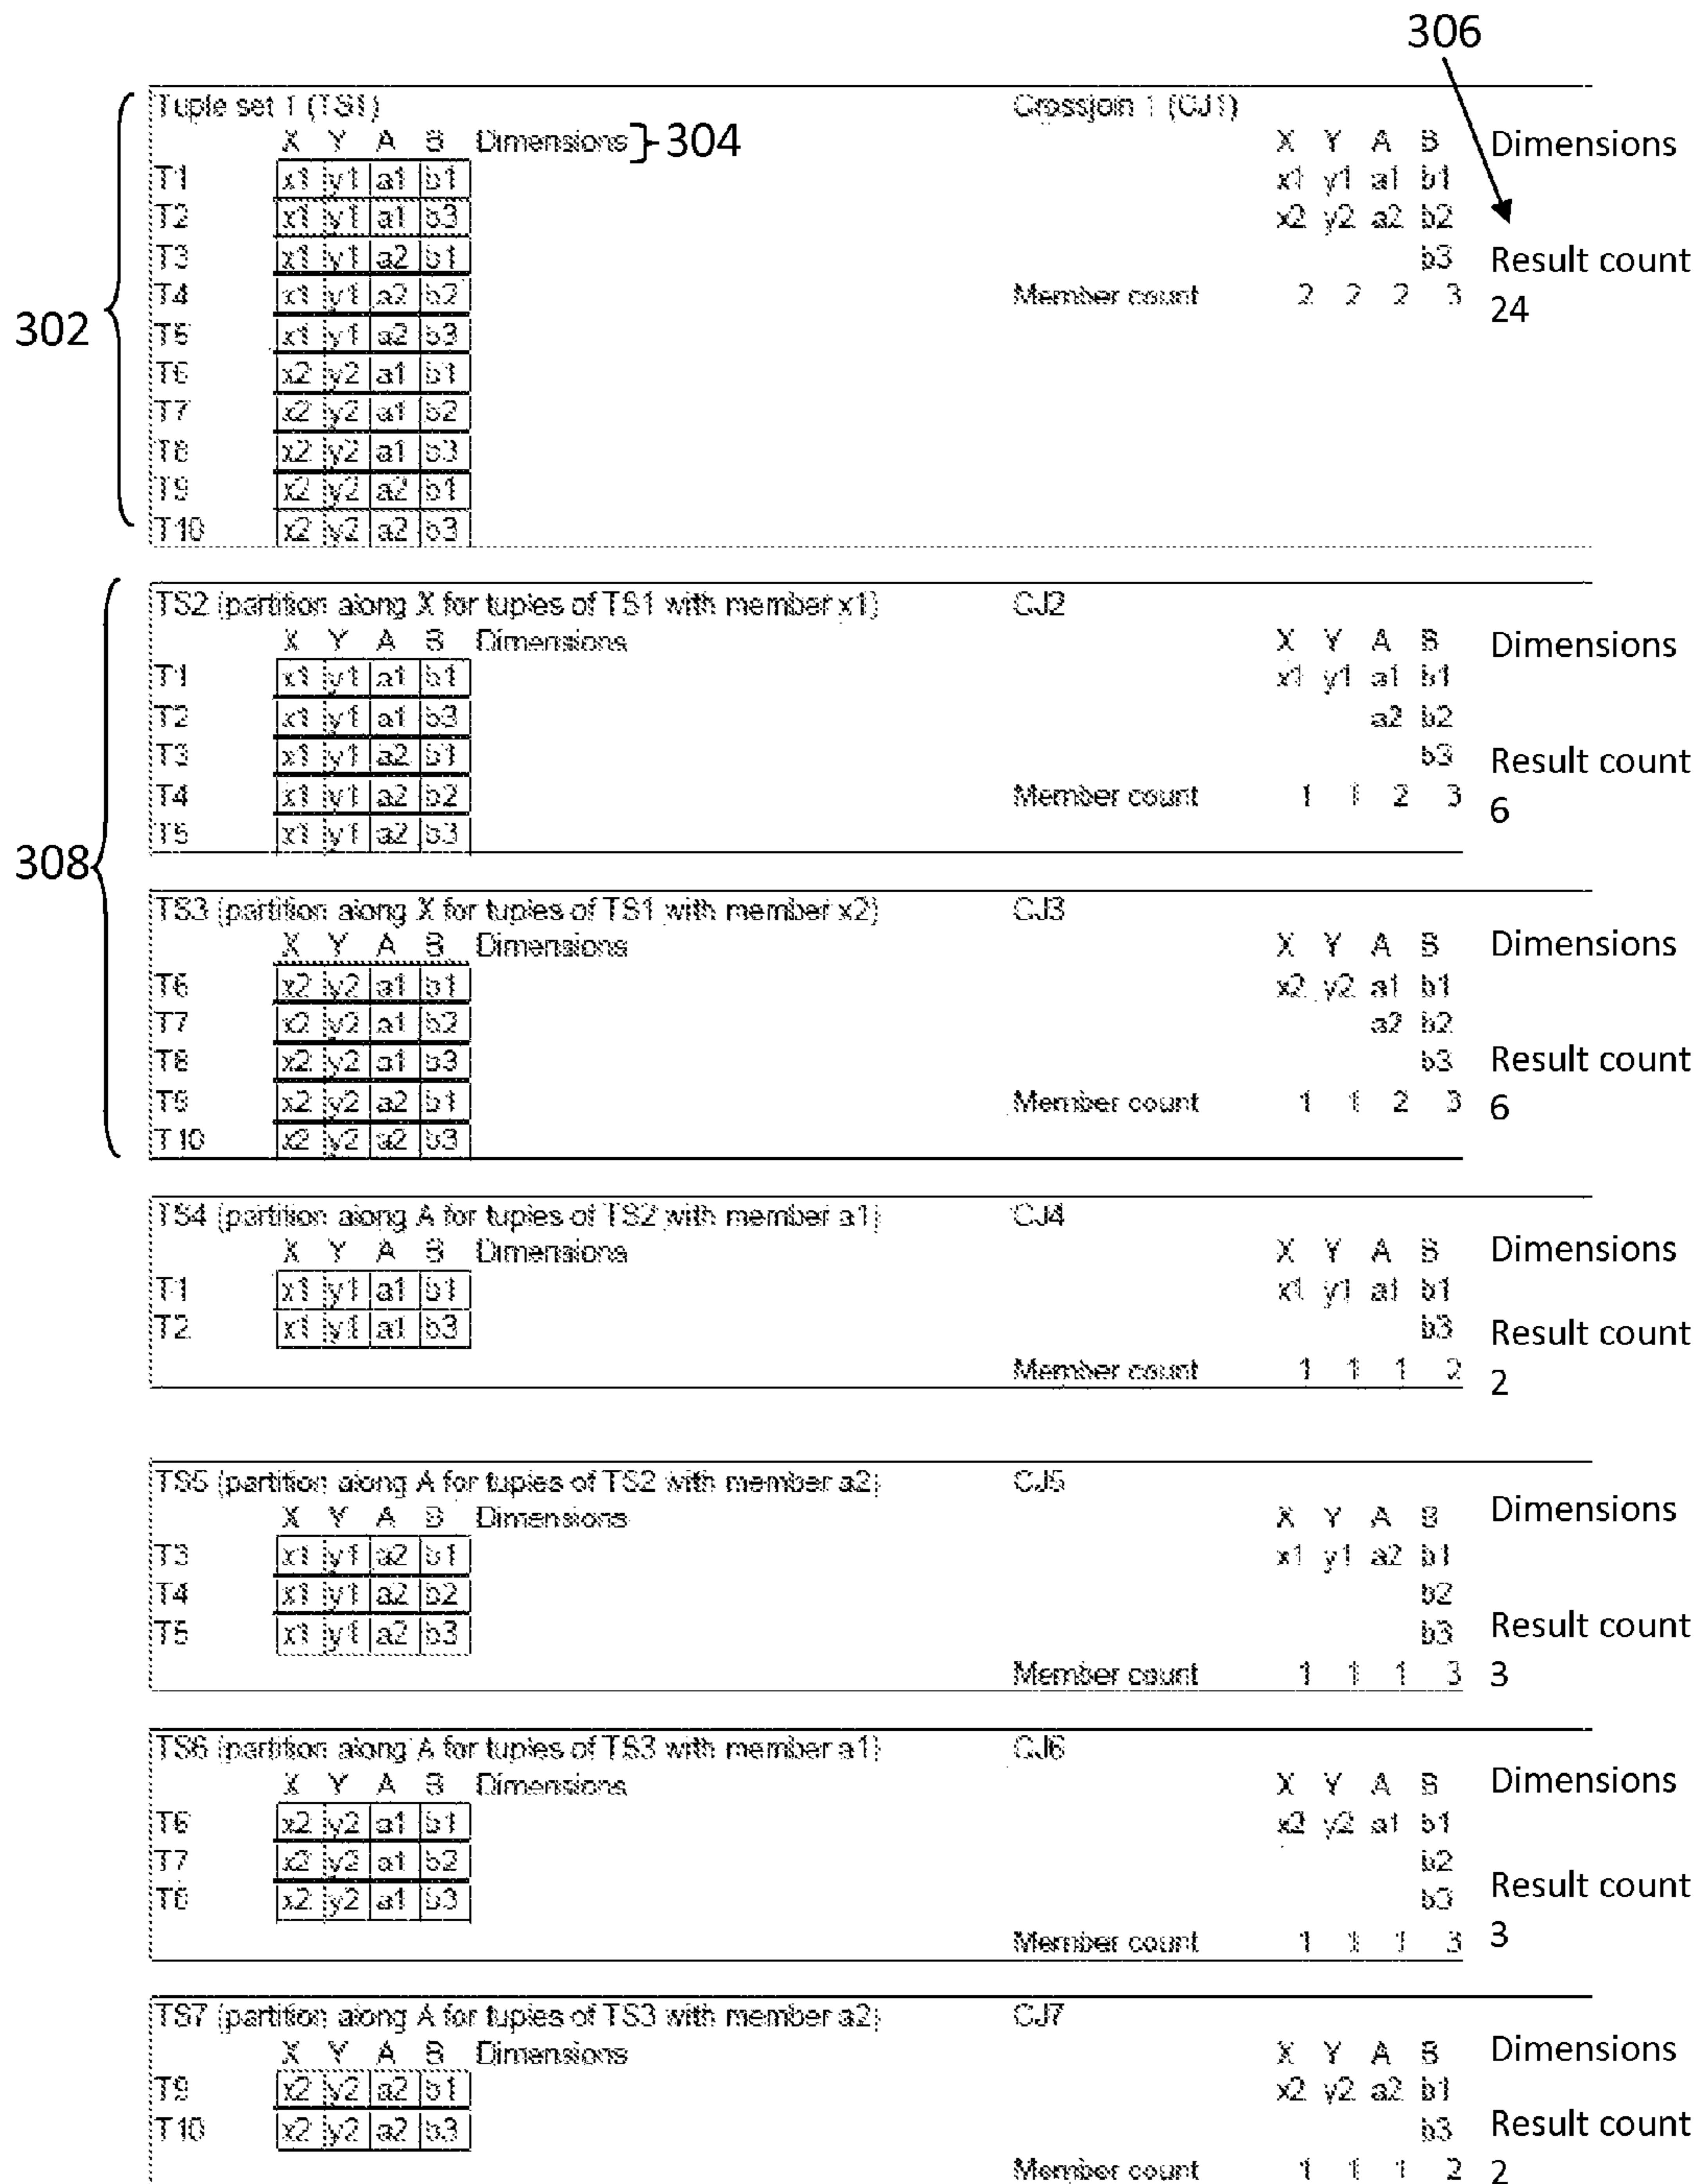 306
Tuple set 1 (TS1) Crossjoin 1 (CJ1)
X Y A B Dimensions 304 X Y A B Dimensions
T1 x1 y1 a1 b1 x1 y1 a1 b1
T2 x1 y1 a1 b3 x2 y2 a2 b2
T3 x1 y1 a2 b1 b3 Result count
T4 x1 y1 a2 b2 Member count 2 2 2 3 24
302
T5 x1 y1 a2 b3
T6 x2 y2 a1 b1
T7 x2 y2 a1 b2
T8 x2 y2 a1 b3
T9 x2 y2 a2 b1
T10 x2 y2 a2 b3
TS2 (partition along X for tuples of TS1 with member x1) CJ2
X Y A B Dimensions X Y A B Dimensions
T1 x1 y1 a1 b1 x1 y1 a1 b1
T2 x1 y1 a1 b3 a2 b2
T3 x1 y1 a2 b1 b3 Result count
T4 x1 y1 a2 b2 Member count 1 1 2 3 6
T5 x1 y1 a2 b3
308
TS3 (partition along X for tuples of TS1 with member x2) CJ3
X Y A B Dimensions X Y A B Dimensions
T6 x2 y2 a1 b1 x2 y2 a1 b1
T7 x2 y2 a1 b2 a2 b2
T8 x2 y2 a1 b3 b3 Result count
T9 x2 y2 a2 b1 Member count 1 1 2 3 6
T10 x2 y2 a2 b3
TS4 (partition along A for tuples of TS2 with member a1) CJ4
X Y A B Dimensions X Y A B Dimensions
T1 x1 y1 a1 b1 x1 y1 a1 b1
T2 x1 y1 a1 b3 b3 Result count
Member count 1 1 1 2 2
TS5 (partition along A for tuples of TS2 with member a2) CJ5
X Y A B Dimensions X Y A B Dimensions
T3 x1 y1 a2 b1 x1 y1 a2 b1
T4 x1 y1 a2 b2 b2
T5 x1 y1 a2 b3 b3 Result count
Member count 1 1 1 3 3
TS6 (partition along A for tuples of TS3 with member a1) CJ6
X Y A B Dimensions X Y A B Dimensions
T6 x2 y2 a1 b1 x2 y2 a1 b1
T7 x2 y2 a1 b2 b2
T8 x2 y2 a1 b3 b3 Result count
Member count 1 1 1 3 3
TS7 (partition along A for tuples of TS3 with member a2) CJ7
X Y A B Dimensions X Y A B Dimensions
T9 x2 y2 a2 b1 x2 y2 a2 b1
T10 x2 y2 a2 b3 b3 Result count
Member count 1 1 1 2 2